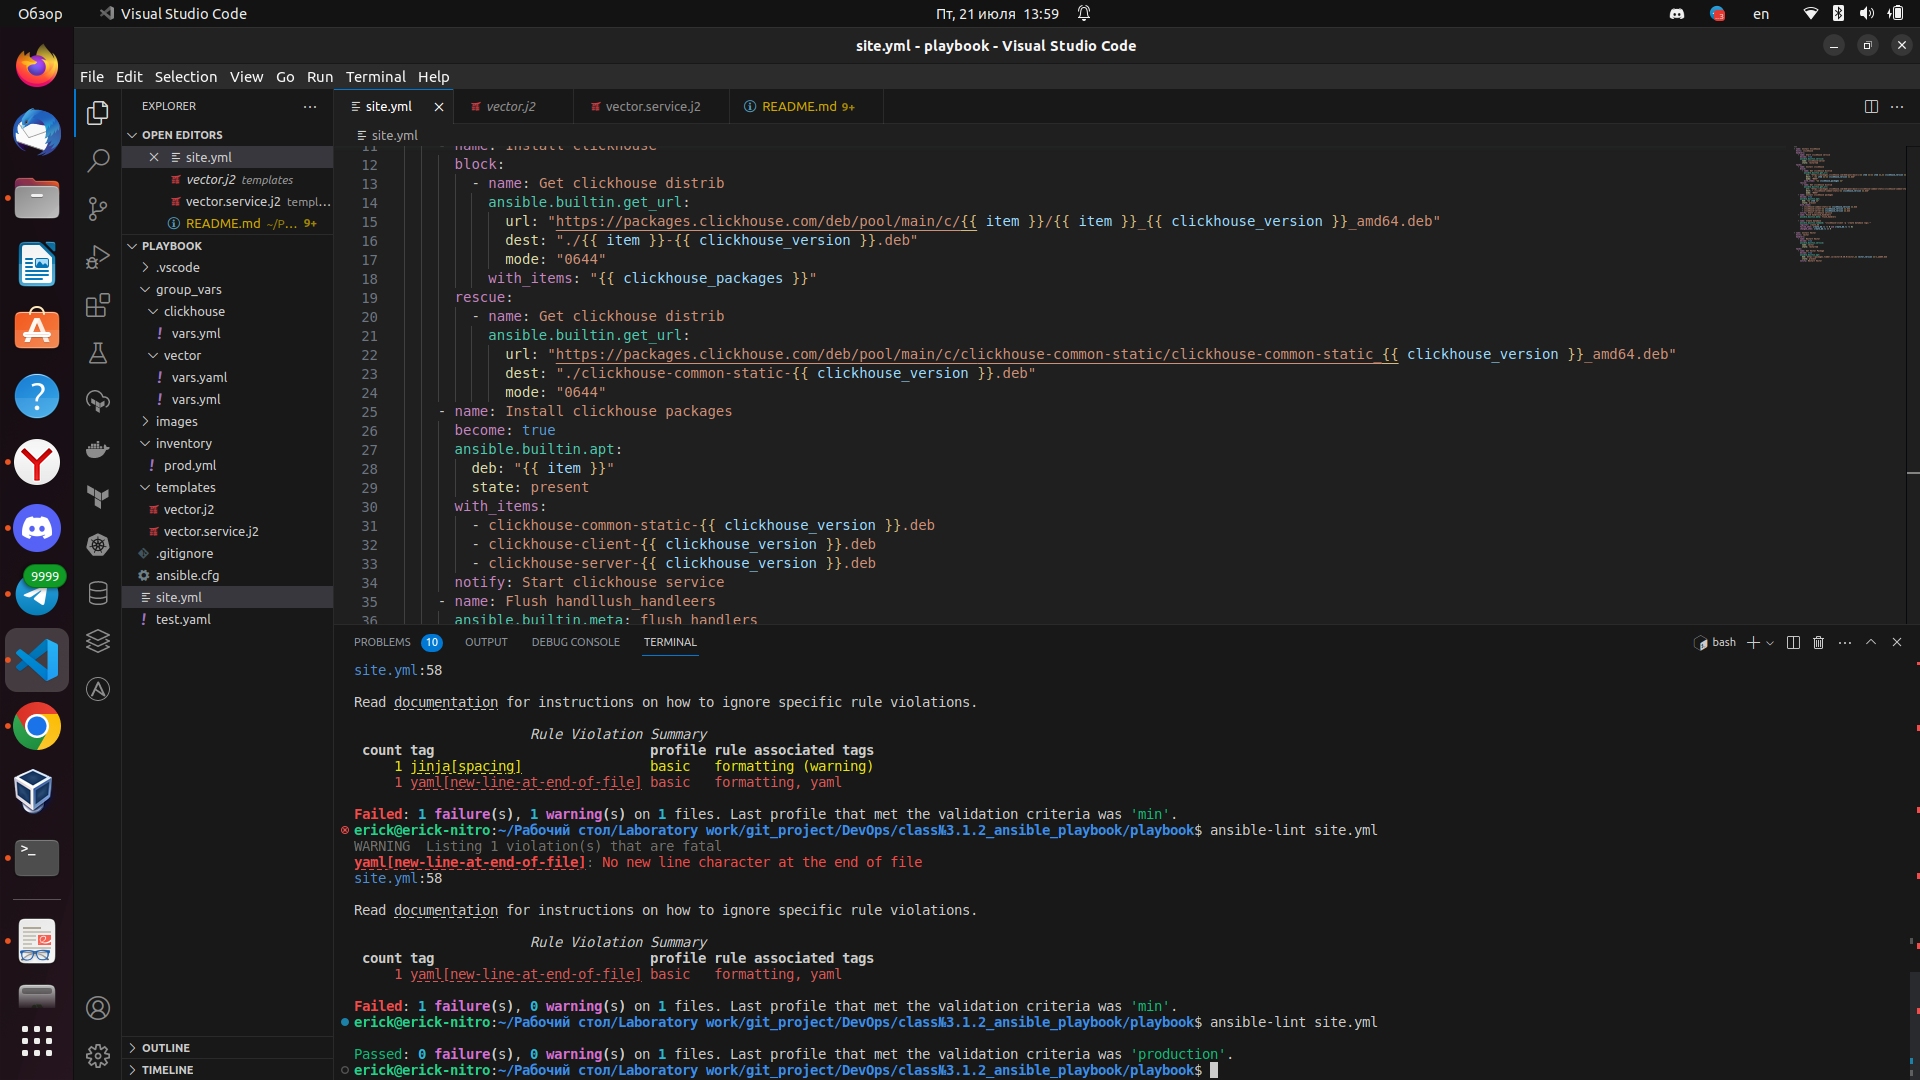 Обзор
Visual Studio Code
Пт, 21 июля 13:59
en
site.yml - playbook - Visual Studio Code
File Edit Selection View Go Run Terminal Help
EXPLORER
OPEN EDITORS
site.yml
vector.j2 templates
vector.service.j2 templ...
README.md ~/P... 9+
PLAYBOOK
.vscode
group_vars
clickhouse
vars.yml
vector
vars.yaml
vars.yml
images
inventory
prod.yml
templates
vector.j2
vector.service.j2
.gitignore
ansible.cfg
site.yml
test.yaml
OUTLINE
TIMELINE
9999
site.yml
vector.j2
vector.service.j2
README.md 9+
site.yml
11 - name: Install clickhouse
12 block:
13 - name: Get clickhouse distrib
14 ansible.builtin.get_url:
15 url: "https://packages.clickhouse.com/deb/pool/main/c/{{ item }}/{{ item }}_{{ clickhouse_version }}_amd64.deb"
16 dest: "./{{ item }}-{{ clickhouse_version }}.deb"
17 mode: "0644"
18 with_items: "{{ clickhouse_packages }}"
19 rescue:
20 - name: Get clickhouse distrib
21 ansible.builtin.get_url:
22 url: "https://packages.clickhouse.com/deb/pool/main/c/clickhouse-common-static/clickhouse-common-static_{{ clickhouse_version }}_amd64.deb"
23 dest: "./clickhouse-common-static-{{ clickhouse_version }}.deb"
24 mode: "0644"
25 - name: Install clickhouse packages
26 become: true
27 ansible.builtin.apt:
28 deb: "{{ item }}"
29 state: present
30 with_items:
31 - clickhouse-common-static-{{ clickhouse_version }}.deb
32 - clickhouse-client-{{ clickhouse_version }}.deb
33 - clickhouse-server-{{ clickhouse_version }}.deb
34 notify: Start clickhouse service
35 - name: Flush handllush_handleers
36 ansible.builtin.meta: flush_handlers
PROBLEMS 10 OUTPUT DEBUG CONSOLE TERMINAL
bash
site.yml:58
Read documentation for instructions on how to ignore specific rule violations.
Rule Violation Summary
count tag profile rule associated tags
1 jinja[spacing] basic formatting (warning)
1 yaml[new-line-at-end-of-file] basic formatting, yaml
Failed: 1 failure(s), 1 warning(s) on 1 files. Last profile that met the validation criteria was 'min'.
erick@erick-nitro:~/Рабочий стол/Laboratory work/git_project/DevOps/class№3.1.2_ansible_playbook/playbook$ ansible-lint site.yml
WARNING  Listing 1 violation(s) that are fatal
yaml[new-line-at-end-of-file]: No new line character at the end of file
site.yml:58
Read documentation for instructions on how to ignore specific rule violations.
Rule Violation Summary
count tag profile rule associated tags
1 yaml[new-line-at-end-of-file] basic formatting, yaml
Failed: 1 failure(s), 0 warning(s) on 1 files. Last profile that met the validation criteria was 'min'.
erick@erick-nitro:~/Рабочий стол/Laboratory work/git_project/DevOps/class№3.1.2_ansible_playbook/playbook$ ansible-lint site.yml
Passed: 0 failure(s), 0 warning(s) on 1 files. Last profile that met the validation criteria was 'production'.
erick@erick-nitro:~/Рабочий стол/Laboratory work/git_project/DevOps/class№3.1.2_ansible_playbook/playbook$